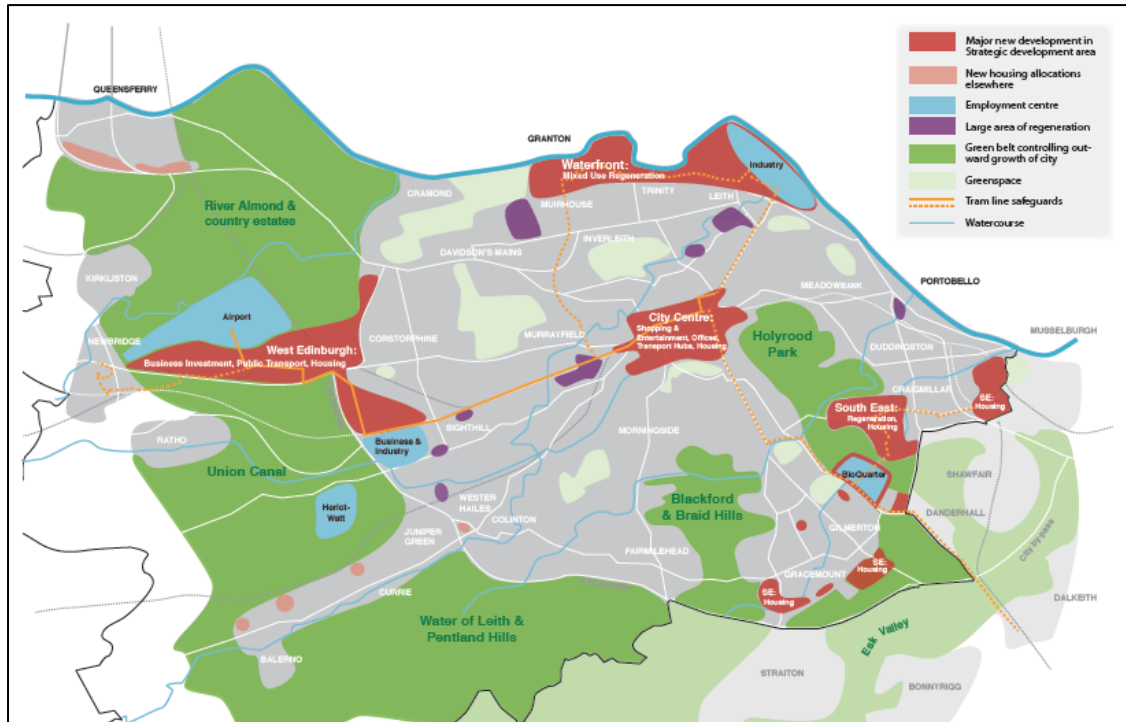 Major new development in
Strategic development area
New housing allocations
elsewhere
Employment centre
Large area of regeneration
Green belt controlling out-
ward growth of city
Greenspace
Tram line safeguards
Watercourse
QUEENSFERRY
GRANTON
Waterfront:
Mixed Use Regeneration
Industry
CRAMOND
MUIRHOUSE
TRINITY
LEITH
River Almond &
country estates
INVERLEITH
DAVIDSON'S MAINS
KIRKLISTON
MEADOWBANK
PORTOBELLO
Airport
City Centre:
Shopping &
Entertainment, Offices,
Transport Hubs, Housing
MUSSELBURGH
NEWBRIDGE
CORSTORPHINE
MURRAYFIELD
Holyrood
Park
West Edinburgh:
Business Investment, Public Transport, Housing
DUDDINGSTON
CRAIGMILLAR
SE:
Housing
South East:
Regeneration,
Housing
RATHO
SIGHTHILL
MORNINGSIDE
Business &
Industry
Union Canal
BioQuarter
SHAWFAIR
Heriot-
Watt
WESTER
HAILES
COLINTON
Blackford
& Braid Hills
DANDERHALL
JUNIPER
GREEN
GILMERTON
City by-pass
FAIRMILEHEAD
GRACEMOUNT
SE:
Housing
CURRIE
SE:
Housing
DALKEITH
Water of Leith &
Pentland Hills
Esk Valley
BALERNO
STRAITON
BONNYRIGG